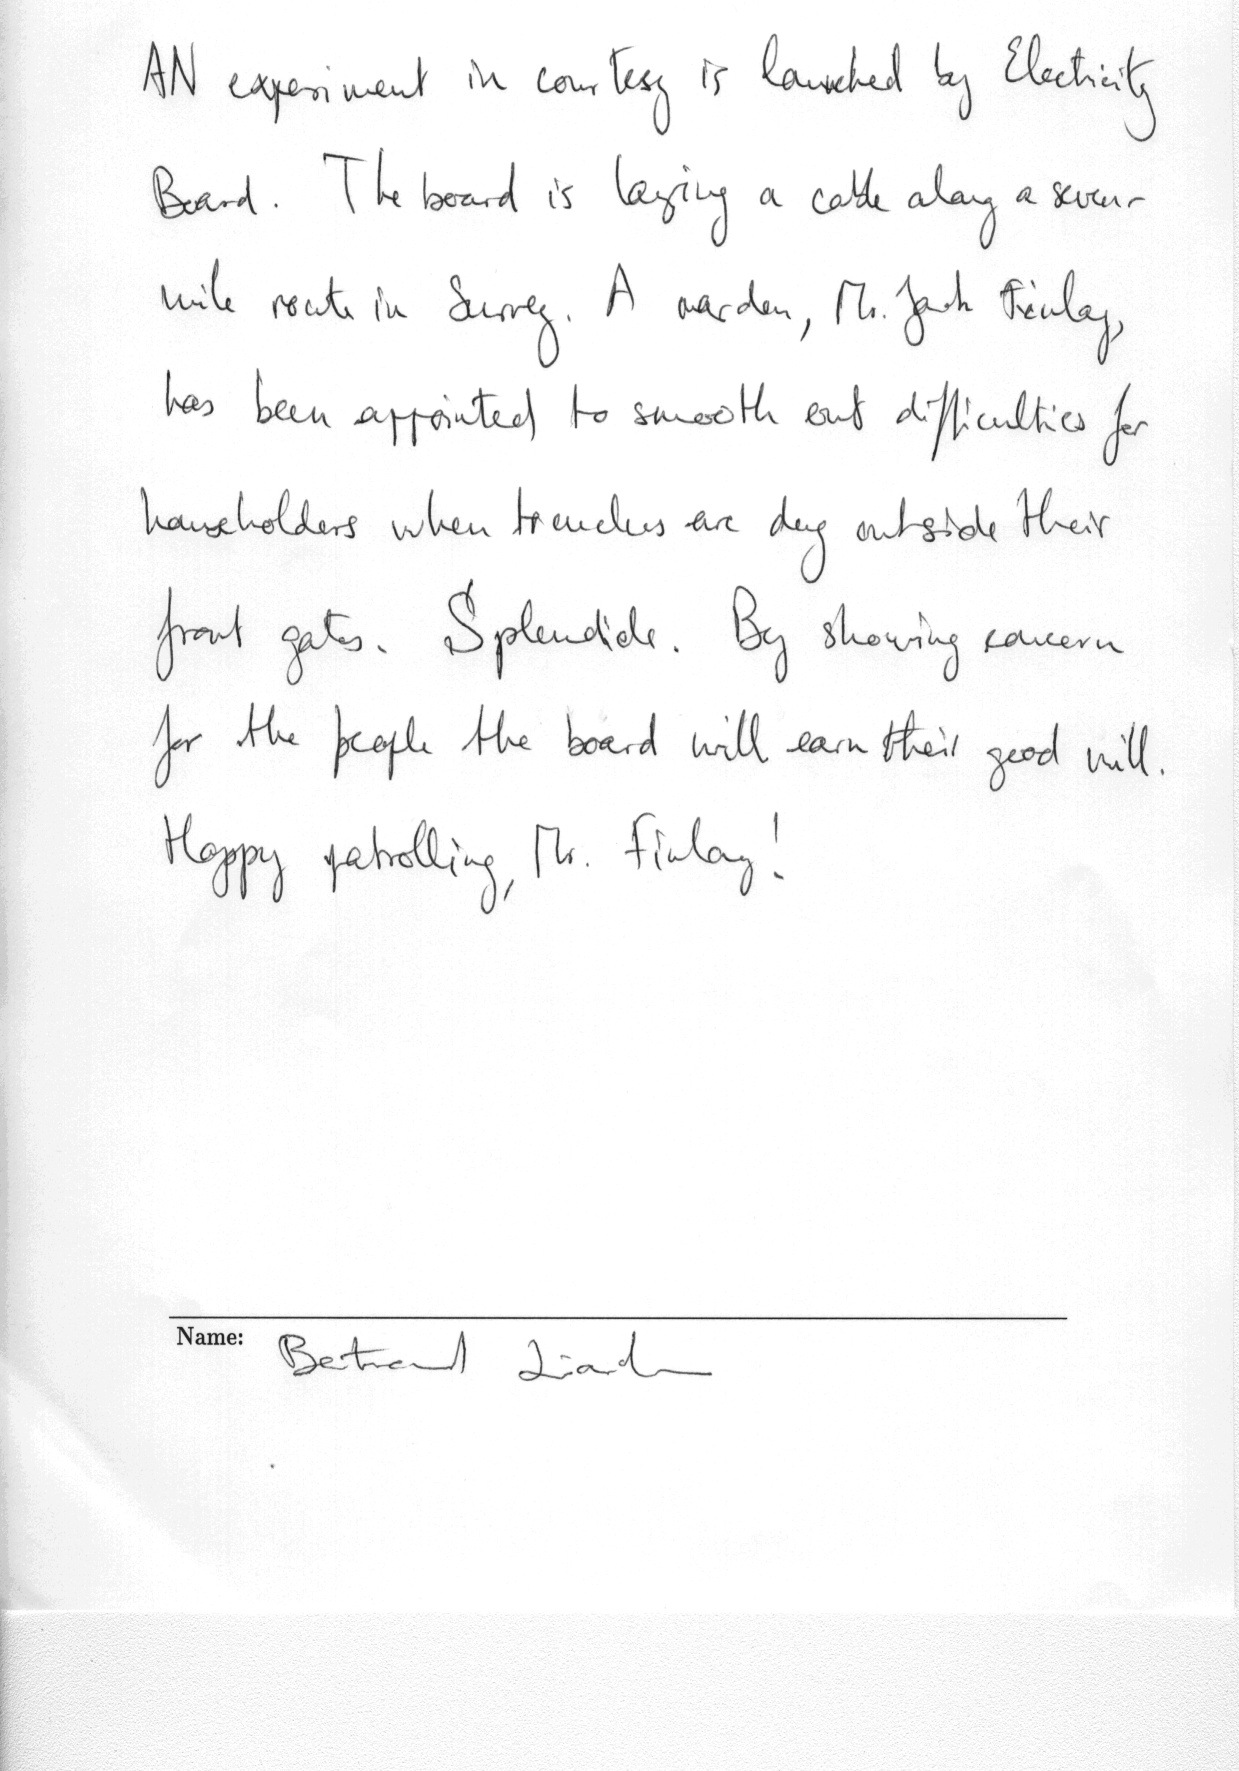 AN experiment in courtesy is launched by Electricity
Board. The board is laying a cable along a seven-
mile route in Surrey. A warden, Mr. Jack Finlay,
has been appointed to smooth out difficulties for
householders when trenches are dug outside their
front gates. Splendide. By showing concern
for the people the board will earn their good will.
Happy patrolling, Mr. Finlay!
Name: Bertrand